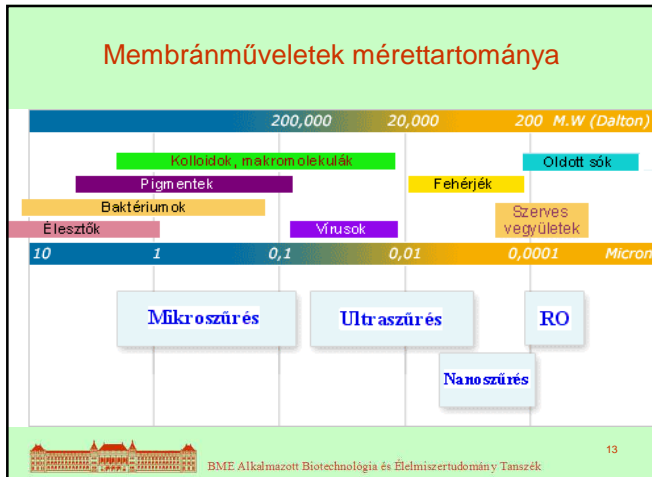 Membránműveletek mérettartománya
200,000 20,000 200 M.W (Dalton)
Kolloidok, makromolekulák Oldott sók
Pigmentek Fehérjék
Baktériumok Szerves
vegyületek
Élesztők Vírusok
10 1 0,1 0,01 0,0001 Micron
Mikroszűrés Ultraszűrés RO
Nanoszűrés
BME Alkalmazott Biotechnológia és Élelmiszertudomány Tanszék
13